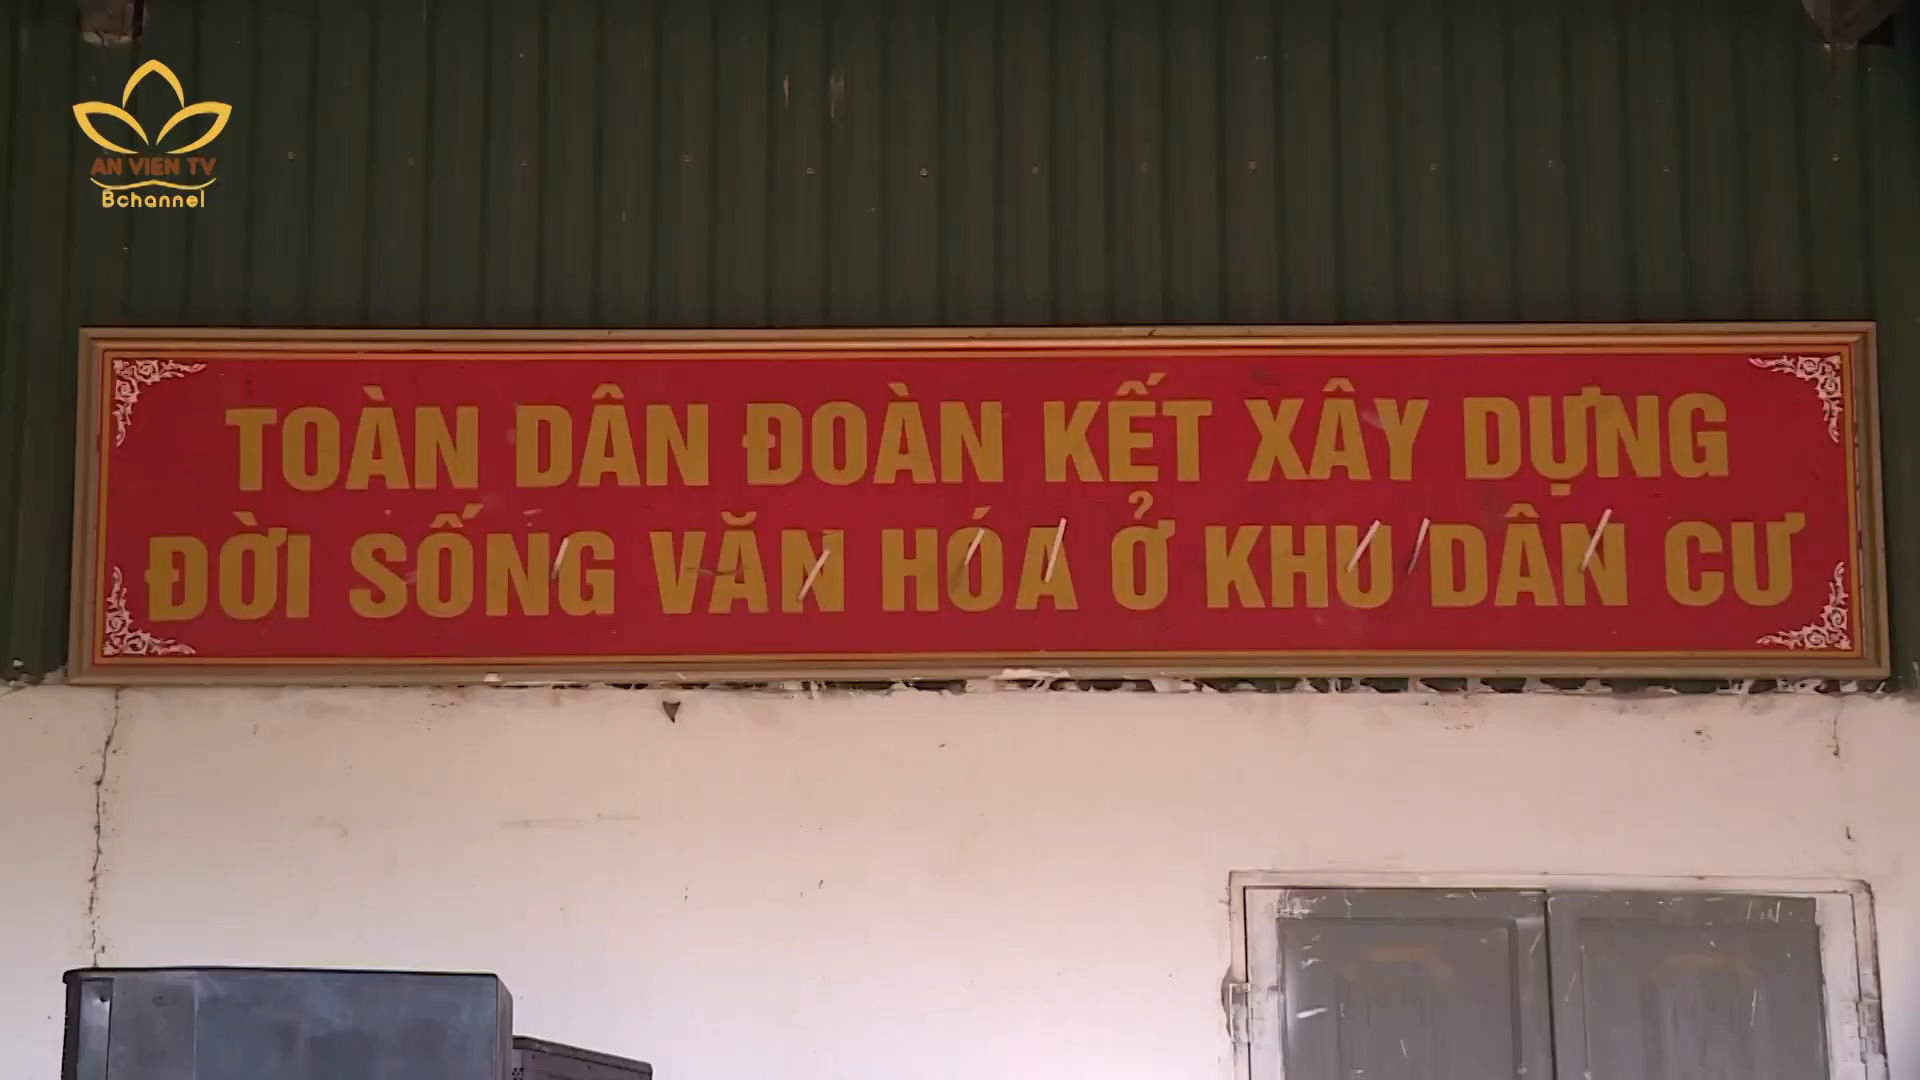 AN VIEN TV
Bchannel
TOÀN DÂN ĐOÀN KẾT XÂY DỰNG
ĐỜI SỐNG VĂN HÓA Ở KHU DÂN CƯ